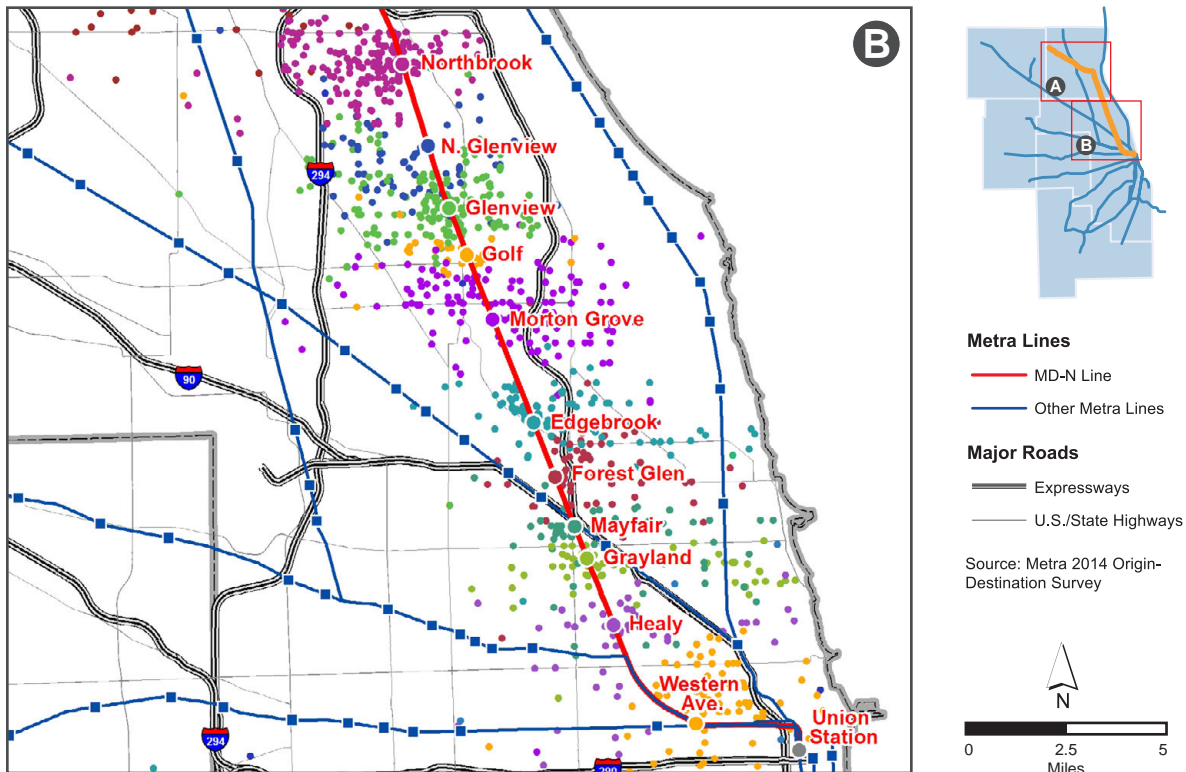 B
Northbrook
N. Glenview
294
Glenview
Golf
Morton Grove
90
Edgebrook
Forest Glen
Mayfair
Grayland
Healy
Western
Ave.
Union
Station
294
290
A
B
Metra Lines
MD-N Line
Other Metra Lines
Major Roads
Expressways
U.S./State Highways
Source: Metra 2014 Origin-
Destination Survey
N
0 2.5 5
Miles